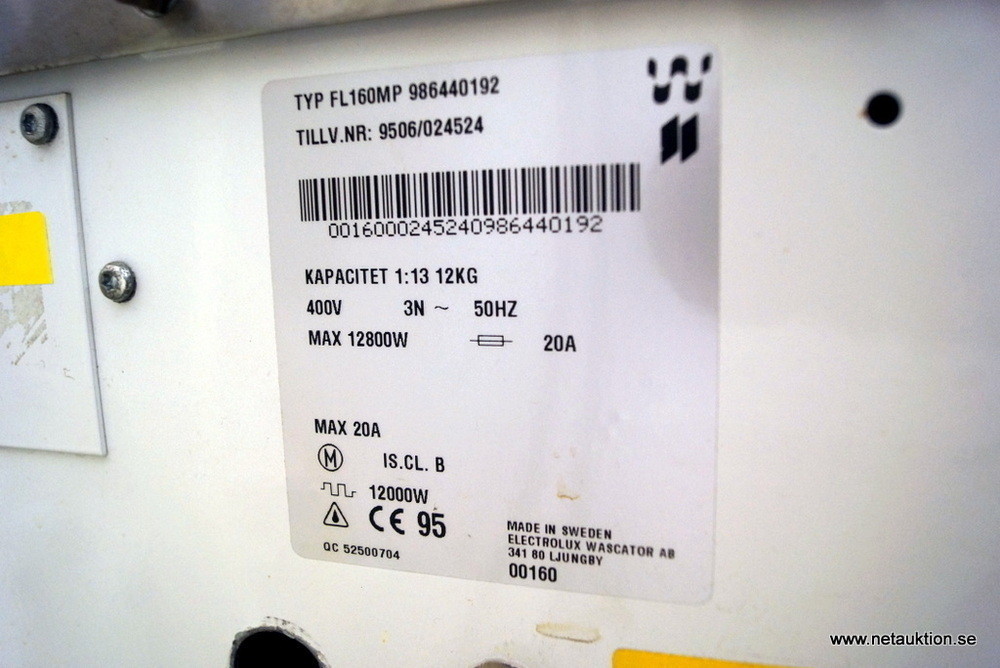 TYP FL160MP 986440192
TILLV.NR: 9506/024524
0016000245240986440192
KAPACITET 1:13 12KG
400V 3N ~ 50HZ
MAX 12800W 20A
MAX 20A
M IS.CL. B
12000W
CE 95
QC 52500704
MADE IN SWEDEN
ELECTROLUX WASCATOR AB
341 80 LJUNGBY
00160
www.netauktion.se